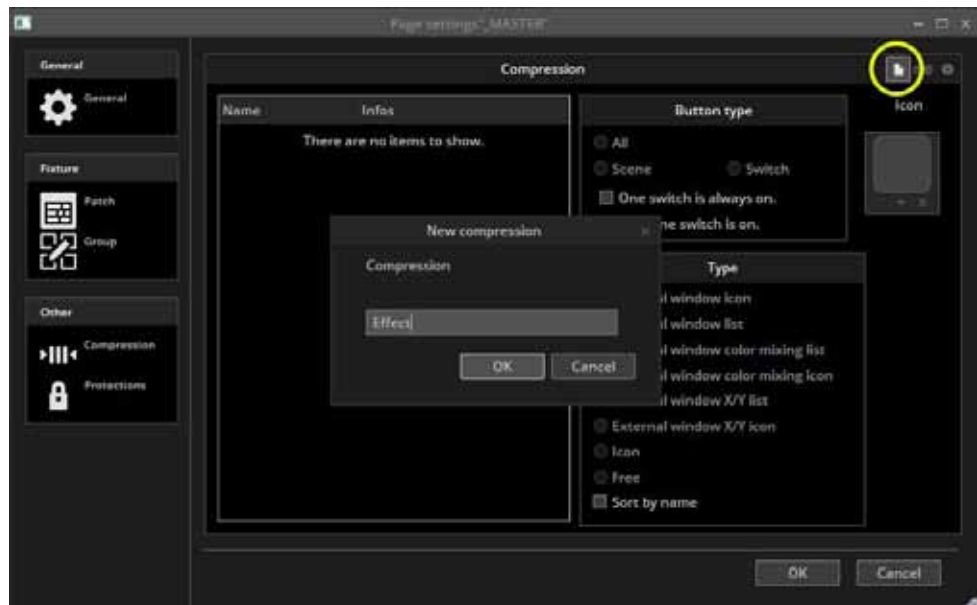 Page settings"_MASTER"
General
General
Fixture
Patch
Group
Other
Compression
Protections
Compression
Name Infos
There are no items to show.
Button type
All
Scene Switch
One switch is always on.
ne switch is on.
Icon
New compression
Compression
Effect
OK Cancel
Type
l window icon
l window list
l window color mixing list
l window color mixing icon
l window X/Y list
External window X/Y icon
Icon
Free
Sort by name
OK Cancel